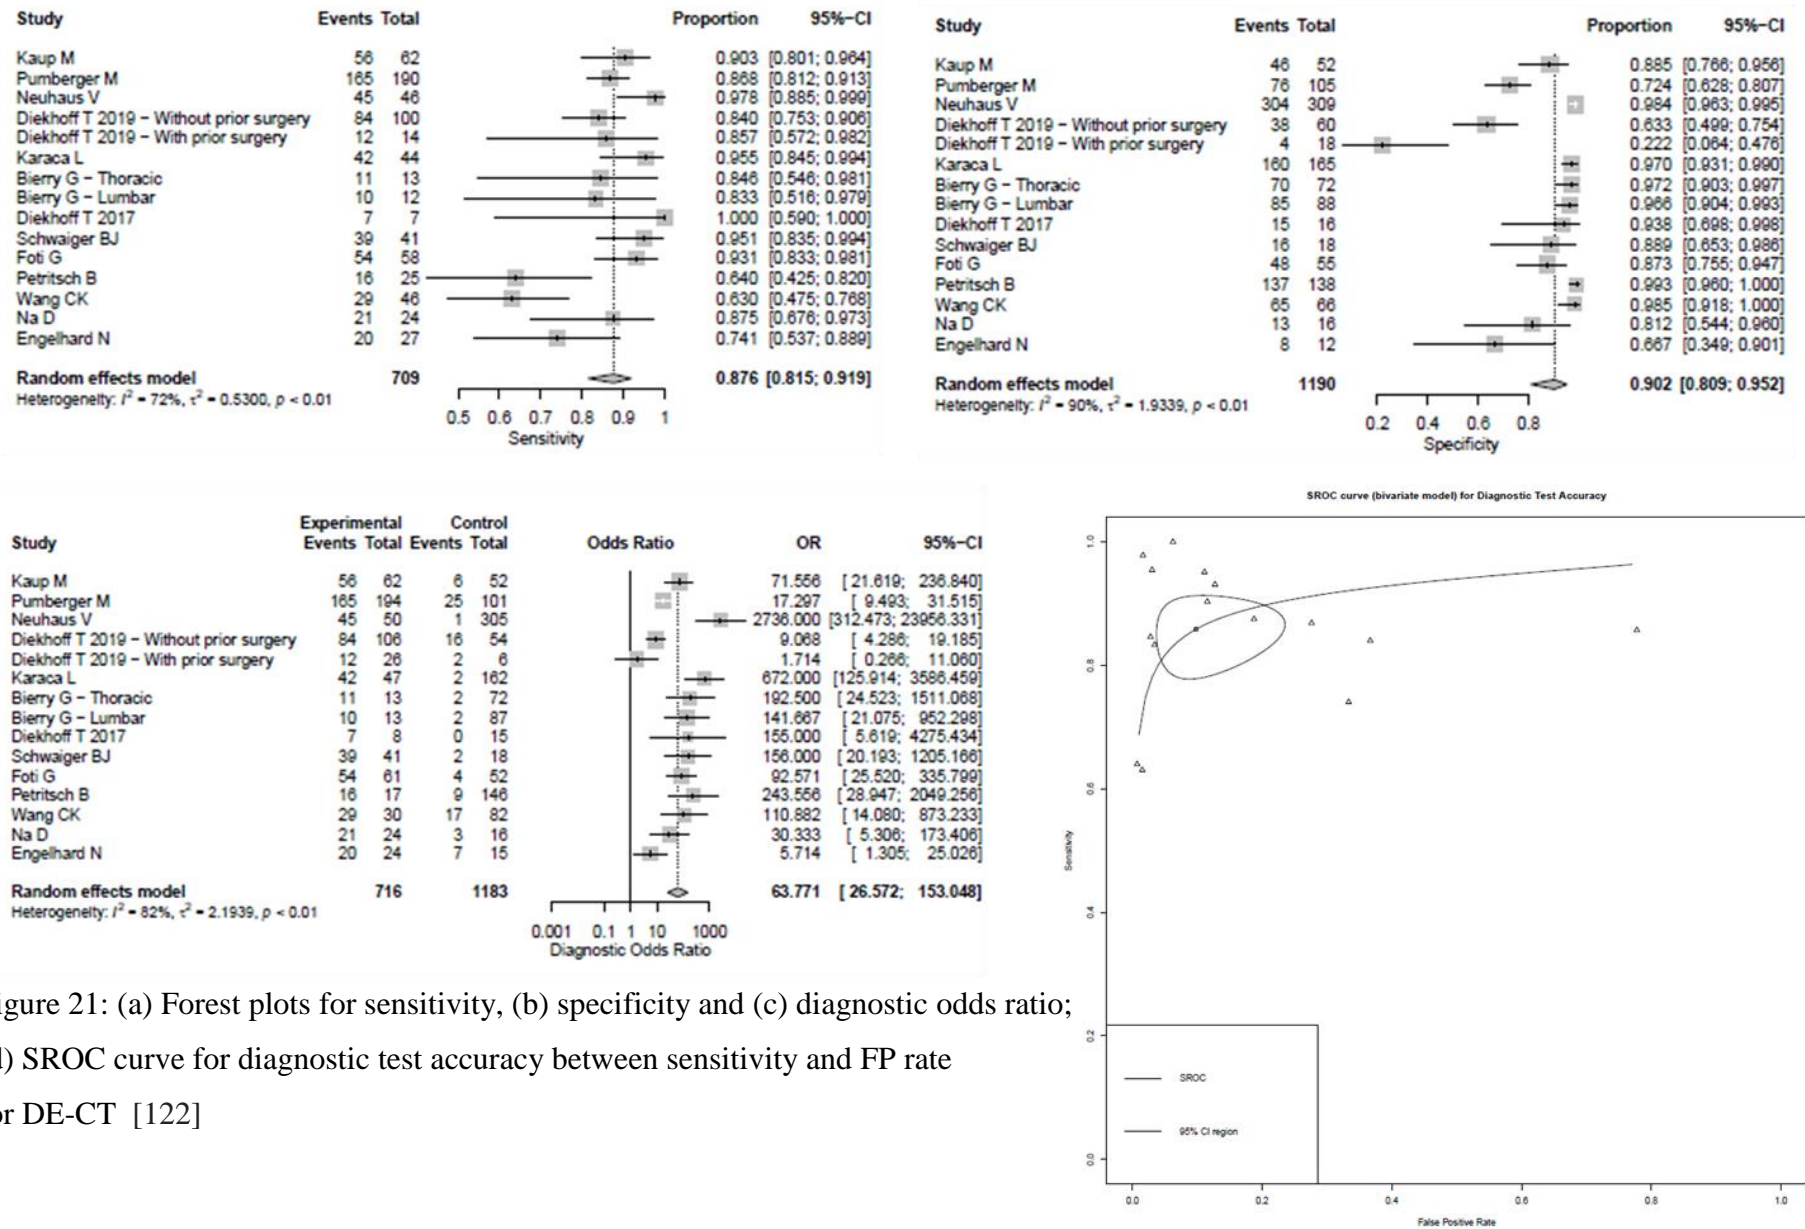 Study Events Total Proportion 95%−CI
Kaup M 56 62 0.903 [0.801; 0.964]
Pumberger M 165 190 0.868 [0.812; 0.913]
Neuhaus V 45 46 0.978 [0.885; 0.999]
Diekhoff T 2019 − Without prior surgery 84 100 0.840 [0.753; 0.906]
Diekhoff T 2019 − With prior surgery 12 14 0.857 [0.572; 0.982]
Karaca L 42 44 0.955 [0.845; 0.994]
Bierry G − Thoracic 11 13 0.846 [0.546; 0.981]
Bierry G − Lumbar 10 12 0.833 [0.516; 0.979]
Diekhoff T 2017 7 7 1.000 [0.590; 1.000]
Schwaiger BJ 39 41 0.951 [0.835; 0.994]
Foti G 54 58 0.931 [0.833; 0.981]
Petritsch B 16 25 0.640 [0.425; 0.820]
Wang CK 29 46 0.630 [0.475; 0.768]
Na D 21 24 0.875 [0.676; 0.973]
Engelhard N 20 27 0.741 [0.537; 0.889]
Random effects model 709 0.876 [0.815; 0.919]
Heterogeneity: I² = 72%, τ² = 0.5300, p < 0.01
0.5 0.6 0.7 0.8 0.9 1
Sensitivity
Study Events Total Proportion 95%−CI
Kaup M 46 52 0.885 [0.766; 0.956]
Pumberger M 76 105 0.724 [0.628; 0.807]
Neuhaus V 304 309 0.984 [0.963; 0.995]
Diekhoff T 2019 − Without prior surgery 38 60 0.633 [0.499; 0.754]
Diekhoff T 2019 − With prior surgery 4 18 0.222 [0.064; 0.476]
Karaca L 160 165 0.970 [0.931; 0.990]
Bierry G − Thoracic 70 72 0.972 [0.903; 0.997]
Bierry G − Lumbar 85 88 0.966 [0.904; 0.993]
Diekhoff T 2017 15 16 0.938 [0.698; 0.998]
Schwaiger BJ 16 18 0.889 [0.653; 0.986]
Foti G 48 55 0.873 [0.755; 0.947]
Petritsch B 137 138 0.993 [0.960; 1.000]
Wang CK 65 66 0.985 [0.918; 1.000]
Na D 13 16 0.812 [0.544; 0.960]
Engelhard N 8 12 0.667 [0.349; 0.901]
Random effects model 1190 0.902 [0.809; 0.952]
Heterogeneity: I² = 90%, τ² = 1.9339, p < 0.01
0.2 0.4 0.6 0.8
Specificity
Experimental Control
Study Events Total Events Total Odds Ratio OR 95%−CI
Kaup M 56 62 6 52 71.556 [ 21.619; 236.840]
Pumberger M 165 194 25 101 17.297 [ 9.493; 31.515]
Neuhaus V 45 50 1 305 2736.000 [312.473; 23956.331]
Diekhoff T 2019 − Without prior surgery 84 106 16 54 9.068 [ 4.286; 19.185]
Diekhoff T 2019 − With prior surgery 12 26 2 6 1.714 [ 0.266; 11.060]
Karaca L 42 47 2 162 672.000 [125.914; 3586.459]
Bierry G − Thoracic 11 13 2 72 192.500 [ 24.523; 1511.068]
Bierry G − Lumbar 10 13 2 87 141.667 [ 21.075; 952.298]
Diekhoff T 2017 7 8 0 15 155.000 [ 5.619; 4275.434]
Schwaiger BJ 39 41 2 18 156.000 [ 20.193; 1205.166]
Foti G 54 61 4 52 92.571 [ 25.520; 335.799]
Petritsch B 16 17 9 146 243.556 [ 28.947; 2049.256]
Wang CK 29 30 17 82 110.882 [ 14.080; 873.233]
Na D 21 24 3 16 30.333 [ 5.306; 173.406]
Engelhard N 20 24 7 15 5.714 [ 1.305; 25.026]
Random effects model 716 1183 63.771 [ 26.572; 153.048]
Heterogeneity: I² = 82%, τ² = 2.1939, p < 0.01
0.001 0.1 1 10 1000
Diagnostic Odds Ratio
SROC curve (bivariate model) for Diagnostic Test Accuracy
1.0
0.8
0.6
0.4
0.2
0.0
Sensitivity
SROC
95% CI region
0.0 0.2 0.4 0.6 0.8 1.0
False Positive Rate
igure 21: (a) Forest plots for sensitivity, (b) specificity and (c) diagnostic odds ratio;
d) SROC curve for diagnostic test accuracy between sensitivity and FP rate
or DE-CT [122]